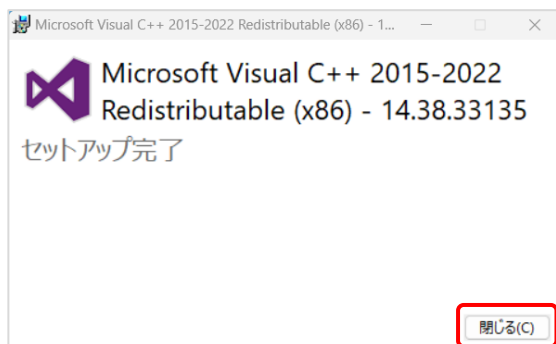 Microsoft Visual C++ 2015-2022 Redistributable (x86) - 1...
Microsoft Visual C++ 2015-2022
Redistributable (x86) - 14.38.33135
セットアップ完了
閉じる(C)